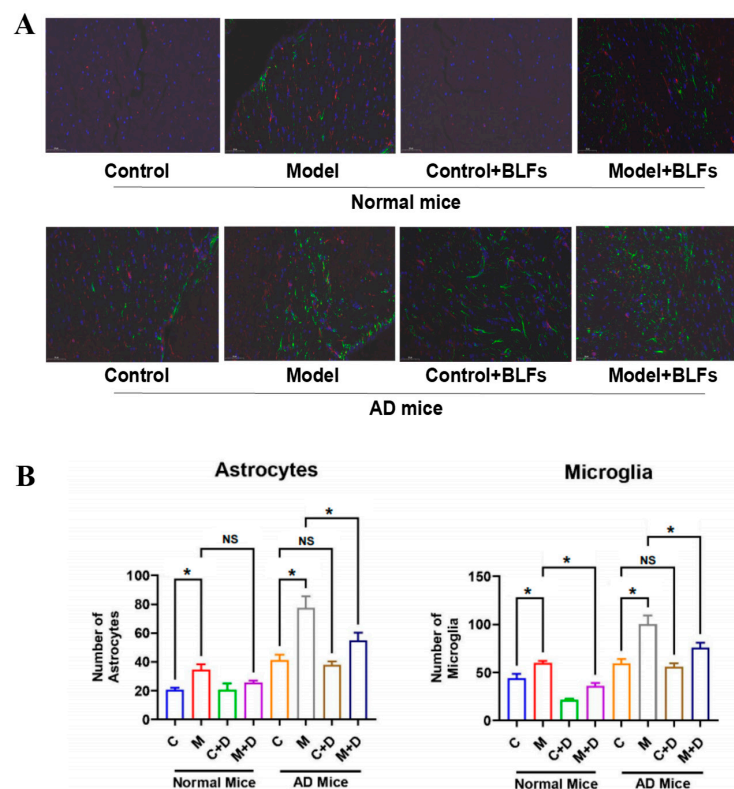 A
Control Model Control+BLFs Model+BLFs
Normal mice
Control Model Control+BLFs Model+BLFs
AD mice
B
Astrocytes
Number of
Astrocytes
100
80
60
40
20
0
*
NS
*
NS
*
C M C+D M+D C M C+D M+D
Normal Mice AD Mice
Microglia
Number of
Microglia
150
100
50
0
*
*
*
NS
*
C M C+D M+D C M C+D M+D
Normal Mice AD Mice